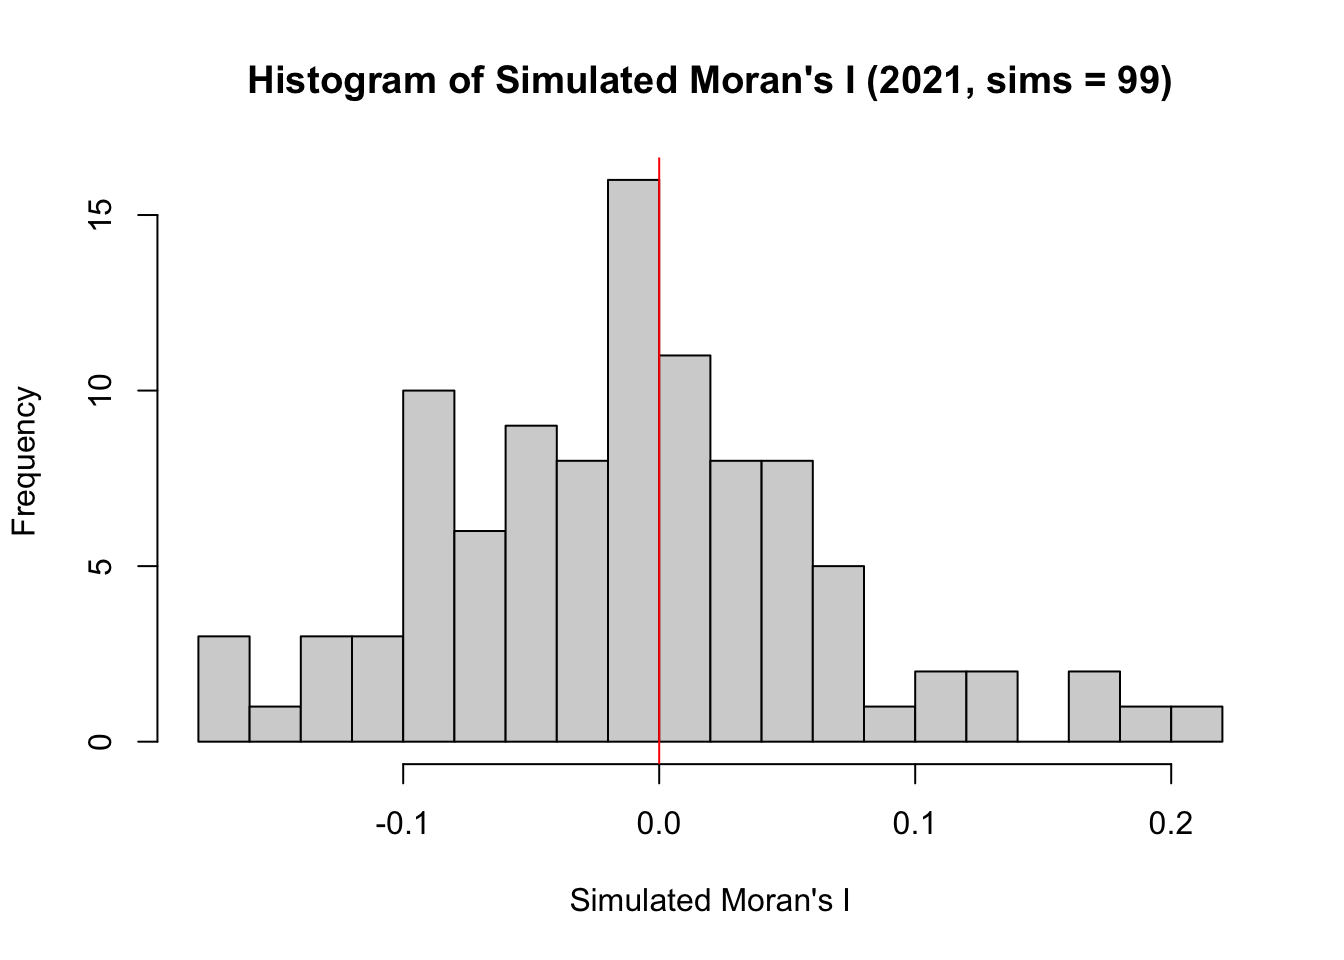 Histogram of Simulated Moran's I (2021, sims = 99)
15
10
5
0
Frequency
-0.1 0.0 0.1 0.2
Simulated Moran's I